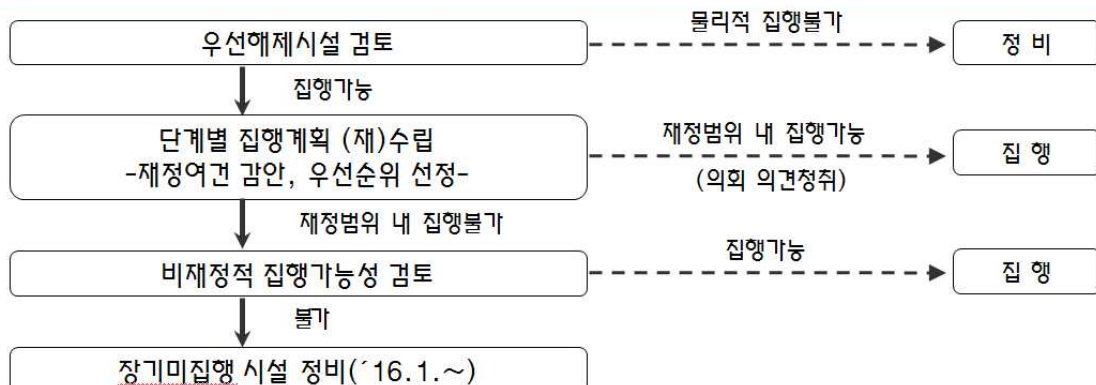 우선해제시설 검토
물리적 집행불가
정 비
집행가능
단계별 집행계획 (재)수립
-재정여건 감안, 우선순위 선정-
재정범위 내 집행가능
(의회 의견청취)
집 행
재정범위 내 집행불가
비재정적 집행가능성 검토
집행가능
집 행
불가
장기미집행 시설 정비(´16.1.~)